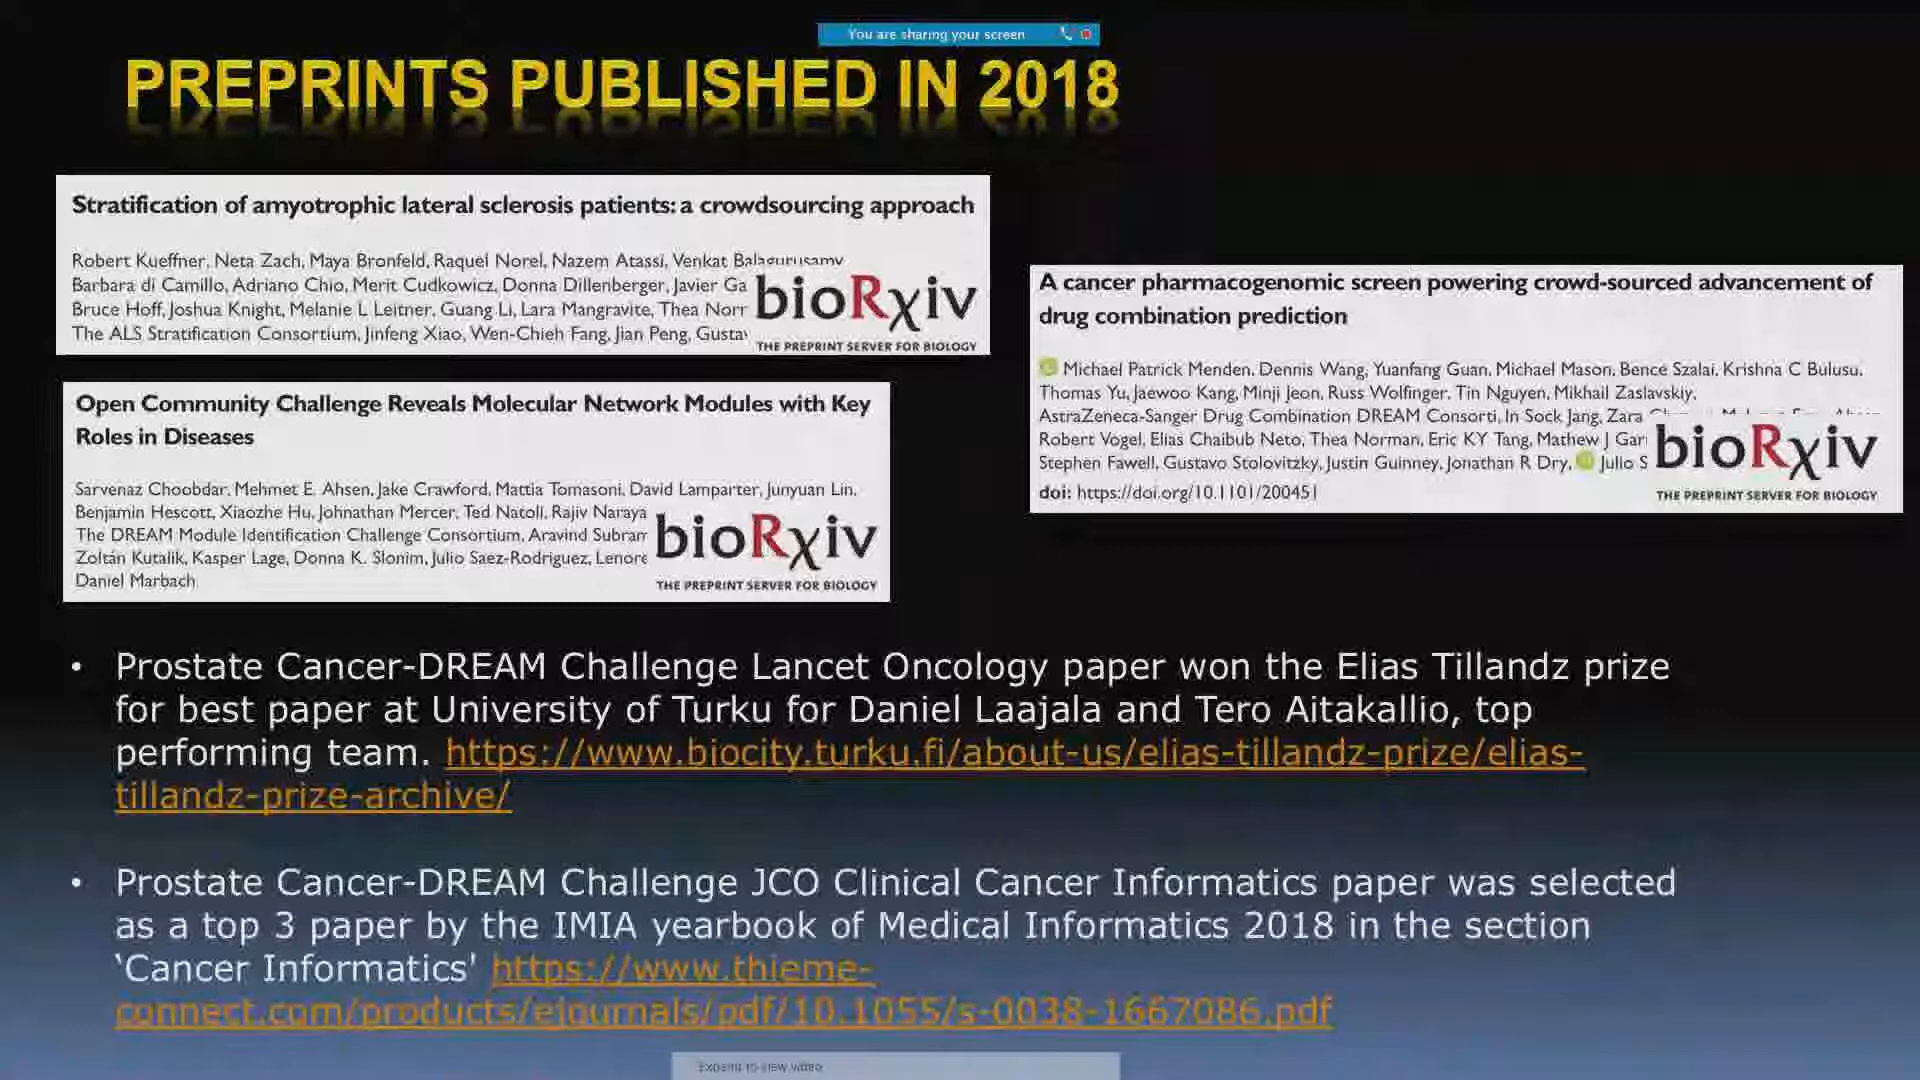 You are sharing your screen
PREPRINTS PUBLISHED IN 2018
Stratification of amyotrophic lateral sclerosis patients: a crowdsourcing approach
Robert Kueffner, Neta Zach, Maya Bronfeld, Raquel Norel, Nazem Atassi, Venkat Balagurusamy
Barbara di Camillo, Adriano Chio, Merit Cudkowicz, Donna Dillenberger, Javier Ga
Bruce Hoff, Joshua Knight, Melanie L Leitner, Guang Li, Lara Mangravite, Thea Norr
The ALS Stratification Consortium, Jinfeng Xiao, Wen-Chieh Fang, Jian Peng, Gusta
bioRχiv
THE PREPRINT SERVER FOR BIOLOGY
Open Community Challenge Reveals Molecular Network Modules with Key
Roles in Diseases
Sarvenaz Choobdar, Mehmet E. Ahsen, Jake Crawford, Mattia Tomasoni, David Lamparter, Junyuan Lin,
Benjamin Hescott, Xiaozhe Hu, Johnathan Mercer, Ted Natoli, Rajiv Naraya
The DREAM Module Identification Challenge Consortium, Aravind Subram
Zoltán Kutalik, Kasper Lage, Donna K. Slonim, Julio Saez-Rodriguez, Lenore
Daniel Marbach
bioRχiv
THE PREPRINT SERVER FOR BIOLOGY
A cancer pharmacogenomic screen powering crowd-sourced advancement of
drug combination prediction
Michael Patrick Menden, Dennis Wang, Yuanfang Guan, Michael Mason, Bence Szalai, Krishna C Bulusu,
Thomas Yu, Jaewoo Kang, Minji Jeon, Russ Wolfinger, Tin Nguyen, Mikhail Zaslavskiy,
AstraZeneca-Sanger Drug Combination DREAM Consorti, In Sock Jang, Zara
Robert Vogel, Elias Chaibub Neto, Thea Norman, Eric KY Tang, Mathew J Gar
Stephen Fawell, Gustavo Stolovitzky, Justin Guinney, Jonathan R Dry, Julio S
doi: https://doi.org/10.1101/200451
bioRχiv
THE PREPRINT SERVER FOR BIOLOGY
• Prostate Cancer-DREAM Challenge Lancet Oncology paper won the Elias Tillandz prize
for best paper at University of Turku for Daniel Laajala and Tero Aitakallio, top
performing team. https://www.biocity.turku.fi/about-us/elias-tillandz-prize/elias-
tillandz-prize-archive/
• Prostate Cancer-DREAM Challenge JCO Clinical Cancer Informatics paper was selected
as a top 3 paper by the IMIA yearbook of Medical Informatics 2018 in the section
‘Cancer Informatics' https://www.thieme-
connect.com/products/ejournals/pdf/10.1055/s-0038-1667086.pdf
Expand to view video